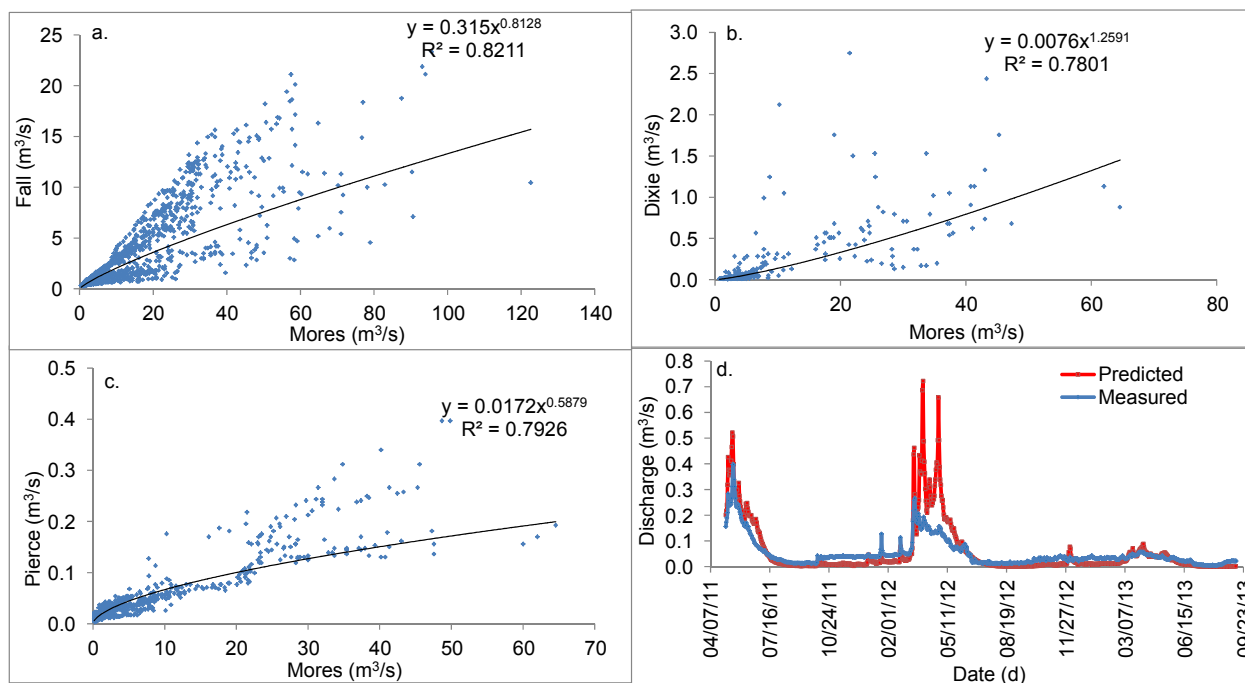 a.
y = 0.315x^0.8128
R² = 0.8211
Fall (m³/s)
25
20
15
10
5
0
0 20 40 60 80 100 120 140
Mores (m³/s)
b.
y = 0.0076x^1.2591
R² = 0.7801
Dixie (m³/s)
3.0
2.5
2.0
1.5
1.0
0.5
0.0
0 20 40 60 80
Mores (m³/s)
c.
y = 0.0172x^0.5879
R² = 0.7926
Pierce (m³/s)
0.5
0.4
0.3
0.2
0.1
0.0
0 10 20 30 40 50 60 70
Mores (m³/s)
d.
Predicted
Measured
Discharge (m³/s)
0.8
0.7
0.6
0.5
0.4
0.3
0.2
0.1
0.0
04/07/11 07/16/11 10/24/11 02/01/12 05/11/12 08/19/12 11/27/12 03/07/13 06/15/13 09/23/13
Date (d)